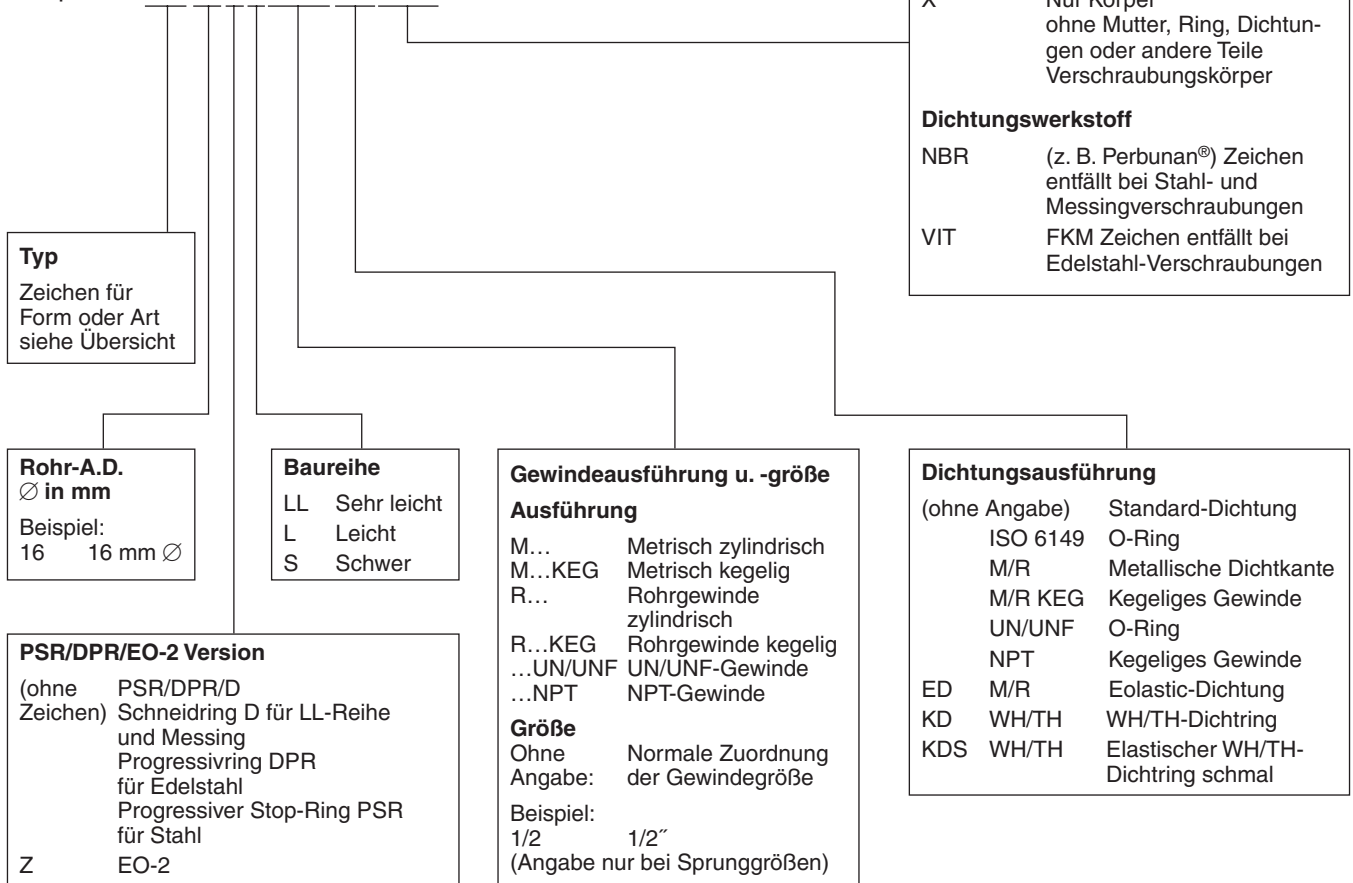 X Nur Körper
ohne Mutter, Ring, Dichtun-
gen oder andere Teile
Verschraubungskörper
Dichtungswerkstoff
NBR (z. B. Perbunan®) Zeichen
entfällt bei Stahl- und
Messingverschraubungen
VIT FKM Zeichen entfällt bei
Edelstahl-Verschraubungen
Typ
Zeichen für
Form oder Art
siehe Übersicht
Rohr-A.D.
∅ in mm
Beispiel:
16 16 mm ∅
Baureihe
LL Sehr leicht
L Leicht
S Schwer
PSR/DPR/EO-2 Version
(ohne PSR/DPR/D
Zeichen) Schneidring D für LL-Reihe
und Messing
Progressivring DPR
für Edelstahl
Progressiver Stop-Ring PSR
für Stahl
Z EO-2
Gewindeausführung u. -größe
Ausführung
M… Metrisch zylindrisch
M…KEG Metrisch kegelig
R… Rohrgewinde
zylindrisch
R…KEG Rohrgewinde kegelig
…UN/UNF UN/UNF-Gewinde
…NPT NPT-Gewinde
Größe
Ohne Normale Zuordnung
Angabe: der Gewindegröße
Beispiel:
1/2 1/2″
(Angabe nur bei Sprunggrößen)
Dichtungsausführung
(ohne Angabe) Standard-Dichtung
ISO 6149 O-Ring
M/R Metallische Dichtkante
M/R KEG Kegeliges Gewinde
UN/UNF O-Ring
NPT Kegeliges Gewinde
ED M/R Eolastic-Dichtung
KD WH/TH WH/TH-Dichtring
KDS WH/TH Elastischer WH/TH-
Dichtring schmal